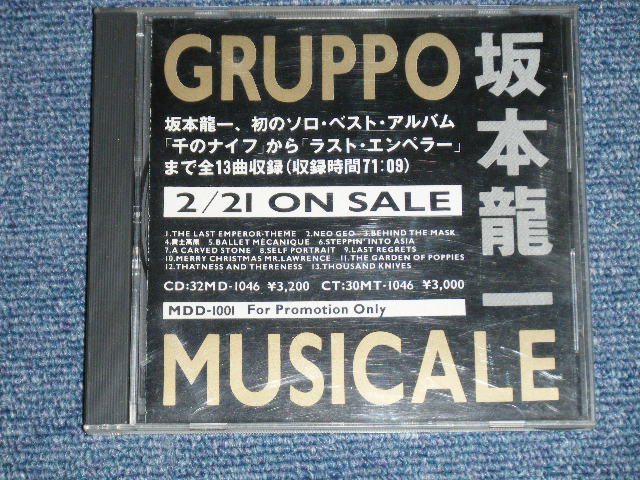 GRUPPO
坂本龍一
坂本龍一、初のソロ・ベスト・アルバム
「千のナイフ」から「ラスト・エンペラー」
まで全13曲収録(収録時間71:09)
2/21 ON SALE
1.THE LAST EMPEROR-THEME 2.NEO GEO 3.BEHIND THE MASK
4.黄土高原 5.BALLET MÉCANIQUE 6.STEPPIN' INTO ASIA
7.A CARVED STONE 8.SELF PORTRAIT 9.LAST REGRETS
10.MERRY CHRISTMAS MR.LAWRENCE 11.THE GARDEN OF POPPIES
12.THATNESS AND THERENESS 13.THOUSAND KNIVES
CD:32MD-1046 ¥3,200 CT:30MT-1046 ¥3,000
MDD-1001 For Promotion Only
MUSICALE